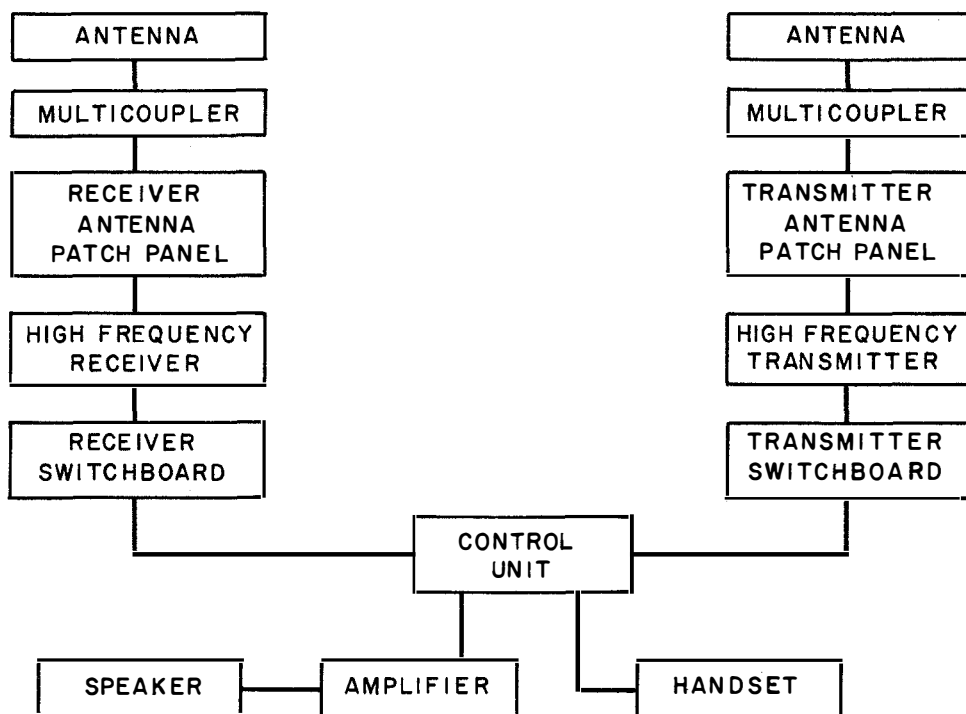 ANTENNA
MULTICOUPLER
RECEIVER
ANTENNA
PATCH PANEL
HIGH FREQUENCY
RECEIVER
RECEIVER
SWITCHBOARD
ANTENNA
MULTICOUPLER
TRANSMITTER
ANTENNA
PATCH PANEL
HIGH FREQUENCY
TRANSMITTER
TRANSMITTER
SWITCHBOARD
CONTROL
UNIT
SPEAKER
AMPLIFIER
HANDSET